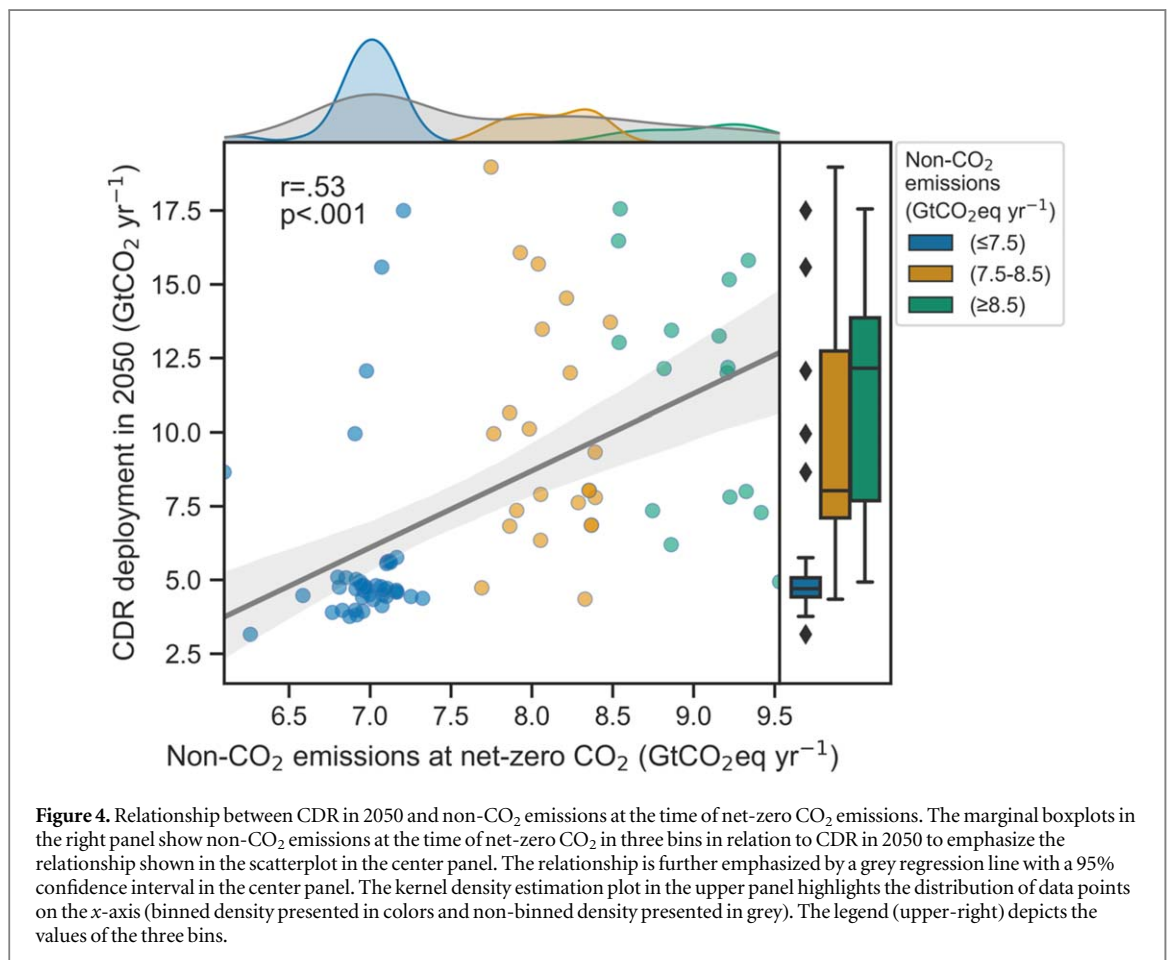 r=.53
p<.001
CDR deployment in 2050 (GtCO₂ yr⁻¹)
17.5
15.0
12.5
10.0
7.5
5.0
2.5
6.5 7.0 7.5 8.0 8.5 9.0 9.5
Non-CO₂ emissions at net-zero CO₂ (GtCO₂eq yr⁻¹)
Non-CO₂
emissions
(GtCO₂eq yr⁻¹)
(≤7.5)
(7.5-8.5)
(≥8.5)
Figure 4. Relationship between CDR in 2050 and non-CO₂ emissions at the time of net-zero CO₂ emissions. The marginal boxplots in
the right panel show non-CO₂ emissions at the time of net-zero CO₂ in three bins in relation to CDR in 2050 to emphasize the
relationship shown in the scatterplot in the center panel. The relationship is further emphasized by a grey regression line with a 95%
confidence interval in the center panel. The kernel density estimation plot in the upper panel highlights the distribution of data points
on the x-axis (binned density presented in colors and non-binned density presented in grey). The legend (upper-right) depicts the
values of the three bins.